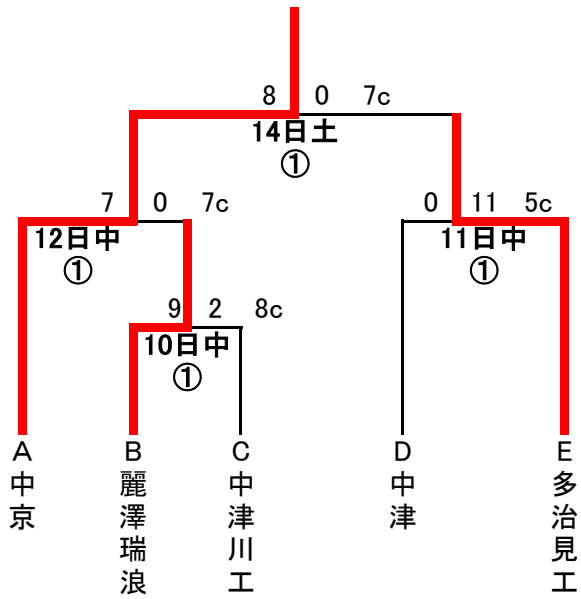 8 0 7c
14日土
①
7 0 7c
12日中
①
0 11 5c
11日中
①
9 2 8c
10日中
①
A 中京
B 麗澤瑞浪
C 中津川工
D 中津
E 多治見工